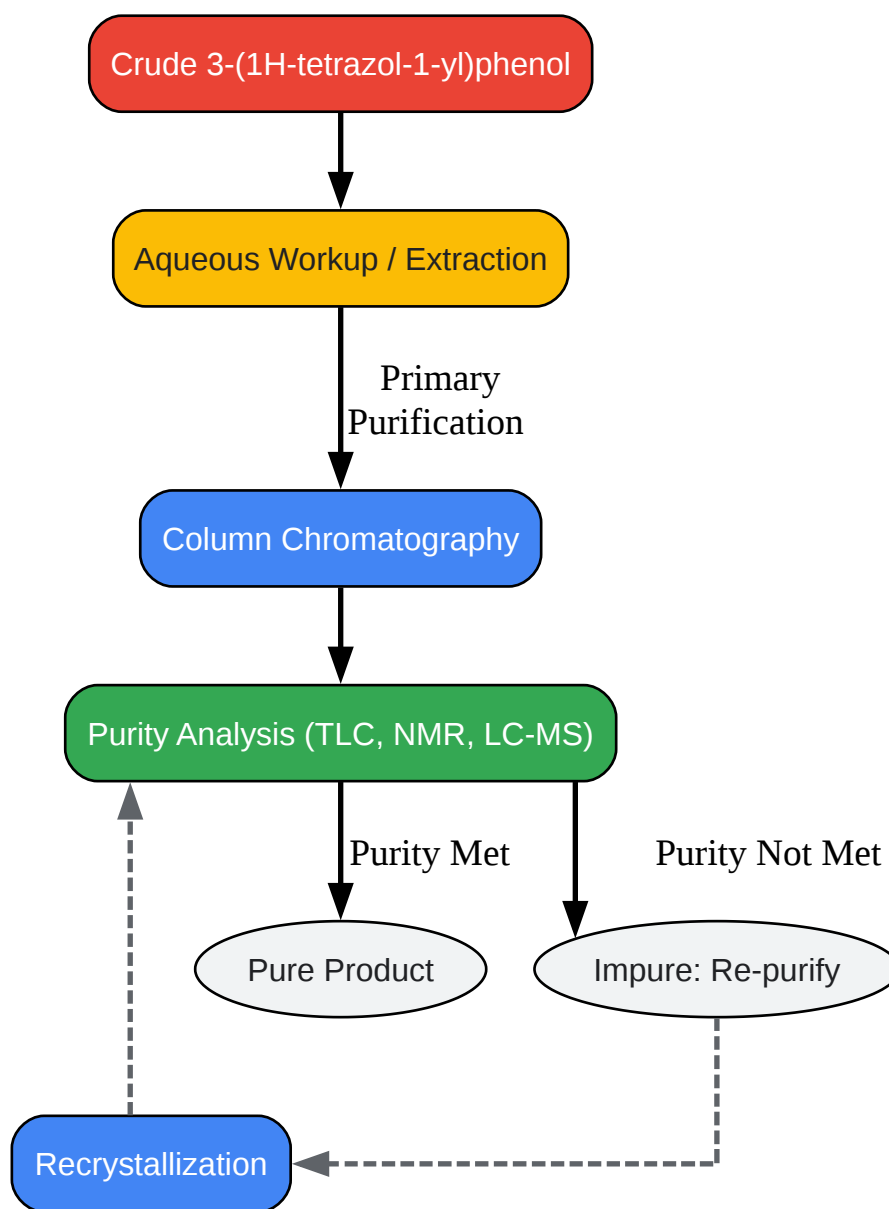 Crude 3-(1H-tetrazol-1-yl)phenol
Aqueous Workup / Extraction
Primary
Purification
Column Chromatography
Purity Analysis (TLC, NMR, LC-MS)
Purity Met
Purity Not Met
Pure Product
Impure: Re-purify
Recrystallization